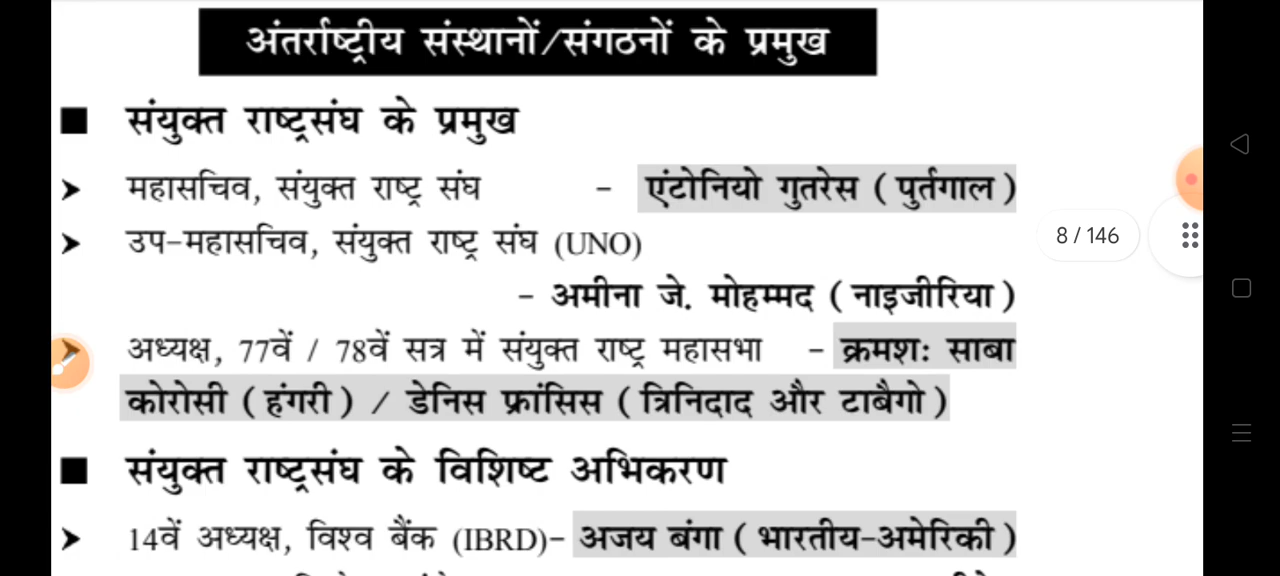 अंतर्राष्ट्रीय संस्थानों/संगठनों के प्रमुख
■ संयुक्त राष्ट्रसंघ के प्रमुख
➤ महासचिव, संयुक्त राष्ट्र संघ - एंटोनियो गुतरेस ( पुर्तगाल )
➤ उप-महासचिव, संयुक्त राष्ट्र संघ (UNO)
8 / 146
- अमीना जे. मोहम्मद ( नाइजीरिया )
➤ अध्यक्ष, 77वें / 78वें सत्र में संयुक्त राष्ट्र महासभा - क्रमशः साबा
कोरोसी ( हंगरी ) / डेनिस फ्रांसिस ( त्रिनिदाद और टाबैगो )
■ संयुक्त राष्ट्रसंघ के विशिष्ट अभिकरण
➤ 14वें अध्यक्ष, विश्व बैंक (IBRD)- अजय बंगा ( भारतीय-अमेरिकी )